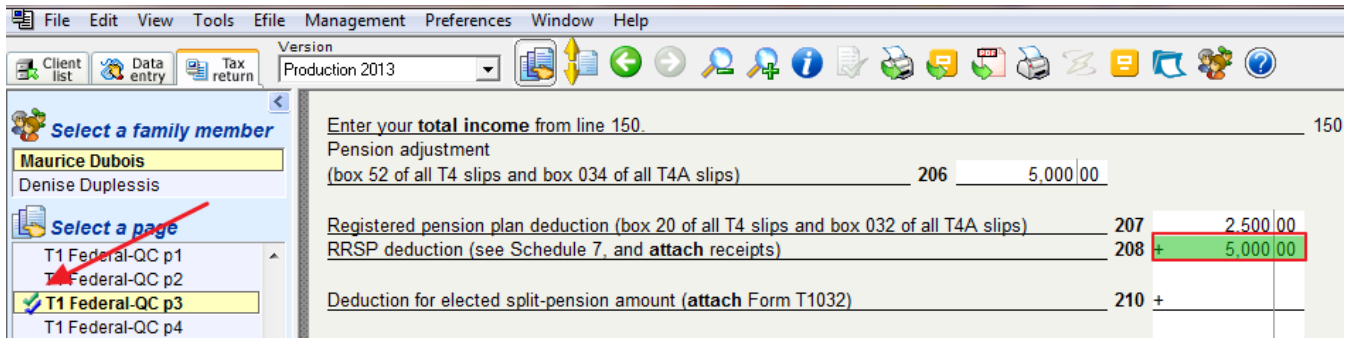 File Edit View Tools Efile Management Preferences Window Help
Client list
Data entry
Tax return
Version
Production 2013
Select a family member
Maurice Dubois
Denise Duplessis
Select a page
T1 Federal-QC p1
T1 Federal-QC p2
T1 Federal-QC p3
T1 Federal-QC p4
Enter your total income from line 150. 150
Pension adjustment
(box 52 of all T4 slips and box 034 of all T4A slips) 206 5,000 00
Registered pension plan deduction (box 20 of all T4 slips and box 032 of all T4A slips) 207 2,500 00
RRSP deduction (see Schedule 7, and attach receipts) 208 + 5,000 00
Deduction for elected split-pension amount (attach Form T1032) 210 +